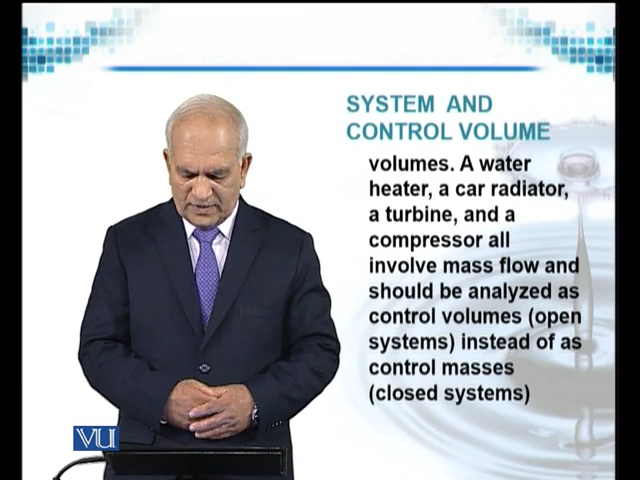 SYSTEM AND
CONTROL VOLUME
volumes. A water
heater, a car radiator,
a turbine, and a
compressor all
involve mass flow and
should be analyzed as
control volumes (open
systems) instead of as
control masses
(closed systems)
VU